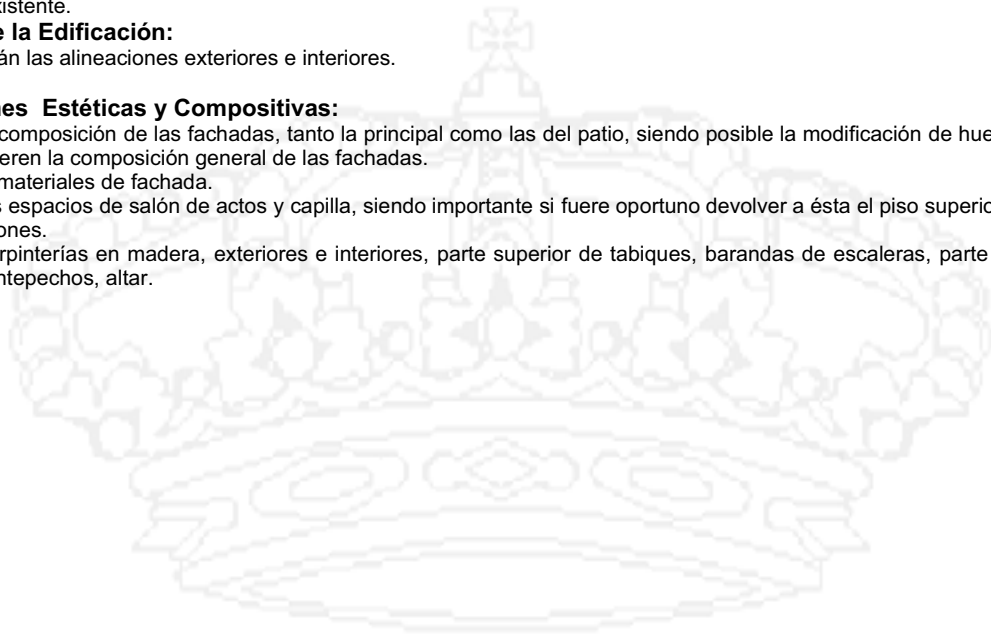 xistente.
e la Edificación:
án las alineaciones exteriores e interiores.
nes Estéticas y Compositivas:
composición de las fachadas, tanto la principal como las del patio, siendo posible la modificación de hue
eren la composición general de las fachadas.
materiales de fachada.
s espacios de salón de actos y capilla, siendo importante si fuere oportuno devolver a ésta el piso superio
ones.
rpinterías en madera, exteriores e interiores, parte superior de tabiques, barandas de escaleras, parte
ntepechos, altar.